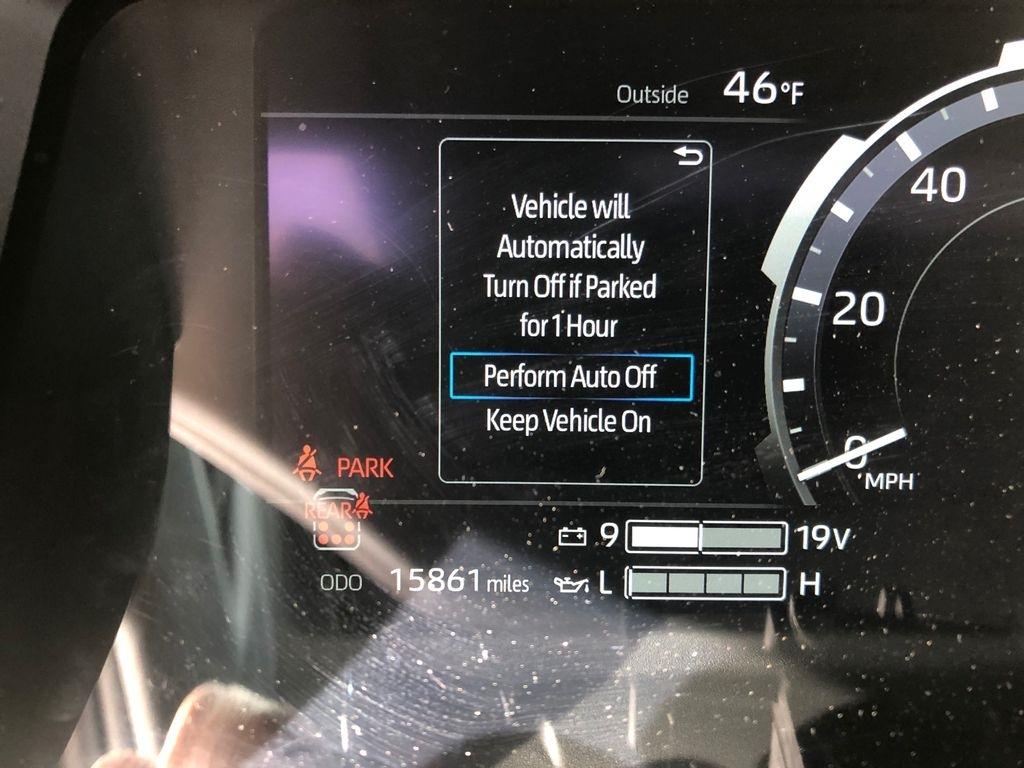 Outside 46°F
Vehicle will
Automatically
Turn Off if Parked
for 1 Hour
Perform Auto Off
Keep Vehicle On
40
20
0
MPH
PARK
REAR
9 19V
ODO 15861 miles L H